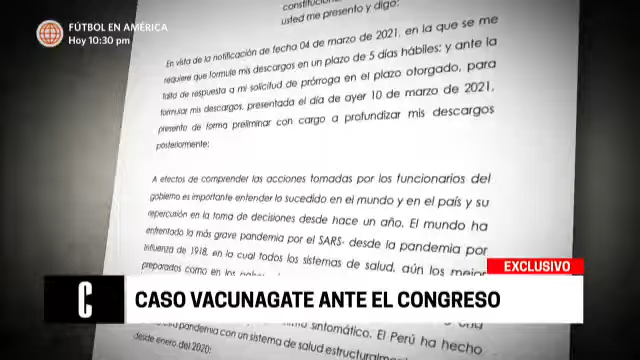 FÚTBOL EN AMÉRICA
Hoy 10:30 pm
constitucional
usted me presento y digo:
En vista de la notificación de fecha 04 de marzo de 2021, en la que se me
requiere que formule mis descargos en un plazo de 5 días hábiles; y ante la
falta de respuesta a mi solicitud de prórroga en el plazo otorgado, para
formular mis descargos, presentada el día de ayer 10 de marzo de 2021,
presento de forma preliminar con cargo a profundizar mis descargos
posteriormente:
A efectos de comprender las acciones tomadas por los funcionarios del
gobierno es importante entender lo sucedido en el mundo y en el país y su
repercusión en la toma de decisiones desde hace un año. El mundo ha
enfrentado la más grave pandemia por el SARS- desde la pandemia por
Influenza de 1918, en la cual todos los sistemas de salud, aún los mejor
preparados como en los
EXCLUSIVO
C
CASO VACUNAGATE ANTE EL CONGRESO
sintomático. El Perú ha hecho
pandemia con un sistema de salud
desde enero del 2020: